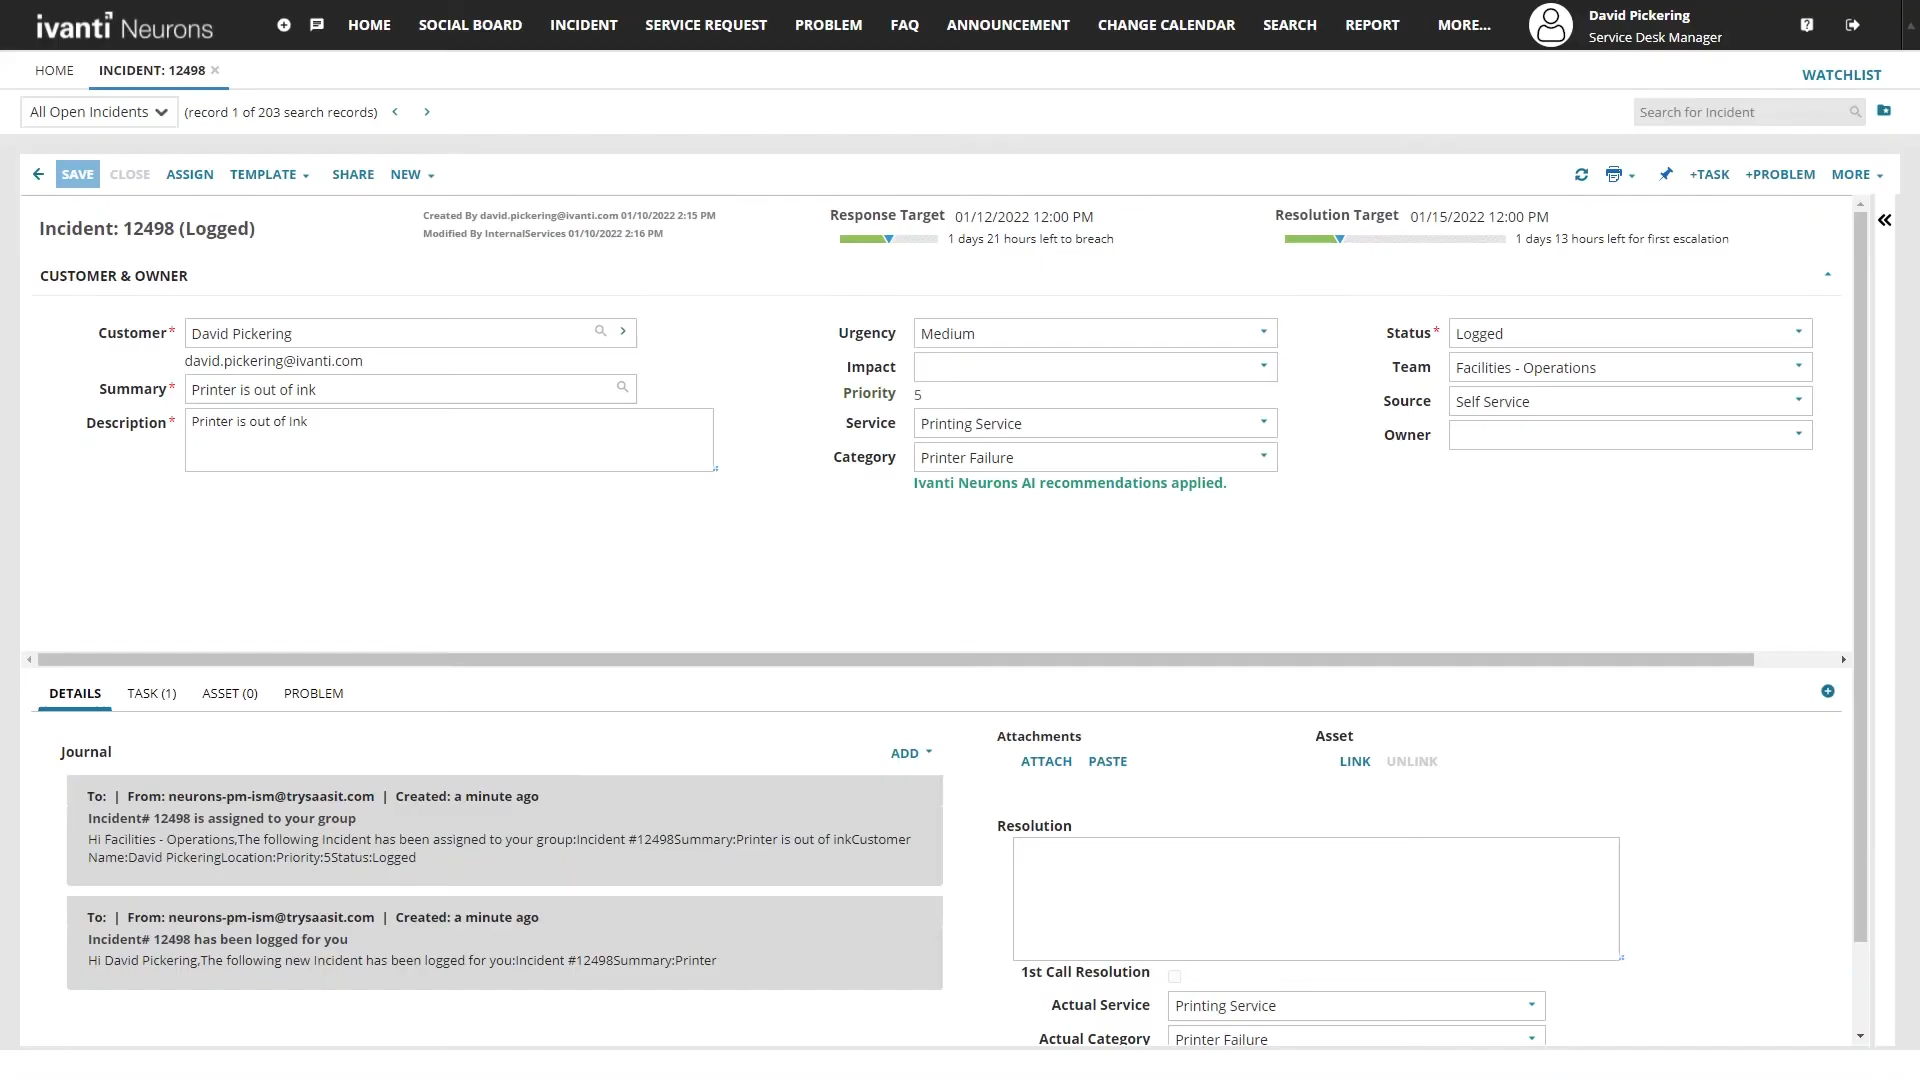 ivanti Neurons
HOME SOCIAL BOARD INCIDENT SERVICE REQUEST PROBLEM FAQ ANNOUNCEMENT CHANGE CALENDAR SEARCH REPORT MORE...
David Pickering
Service Desk Manager
HOME INCIDENT: 12498
WATCHLIST
All Open Incidents (record 1 of 203 search records)
Search for Incident
SAVE CLOSE ASSIGN TEMPLATE SHARE NEW
+TASK +PROBLEM MORE
Incident: 12498 (Logged)
Created By david.pickering@ivanti.com 01/10/2022 2:15 PM
Modified By InternalServices 01/10/2022 2:16 PM
Response Target 01/12/2022 12:00 PM
1 days 21 hours left to breach
Resolution Target 01/15/2022 12:00 PM
1 days 13 hours left for first escalation
CUSTOMER & OWNER
Customer* David Pickering
david.pickering@ivanti.com
Summary* Printer is out of ink
Description* Printer is out of Ink
Urgency Medium
Impact
Priority 5
Service Printing Service
Category Printer Failure
Ivanti Neurons AI recommendations applied.
Status* Logged
Team Facilities - Operations
Source Self Service
Owner
DETAILS TASK (1) ASSET (0) PROBLEM
Journal
ADD
To: | From: neurons-pm-ism@trysaasit.com | Created: a minute ago
Incident# 12498 is assigned to your group
Hi Facilities - Operations,The following Incident has been assigned to your group:Incident #12498Summary:Printer is out of inkCustomer
Name:David PickeringLocation:Priority:5Status:Logged
To: | From: neurons-pm-ism@trysaasit.com | Created: a minute ago
Incident# 12498 has been logged for you
Hi David Pickering,The following new Incident has been logged for you:Incident #12498Summary:Printer
Attachments
ATTACH PASTE
Asset
LINK UNLINK
Resolution
1st Call Resolution
Actual Service Printing Service
Actual Category Printer Failure